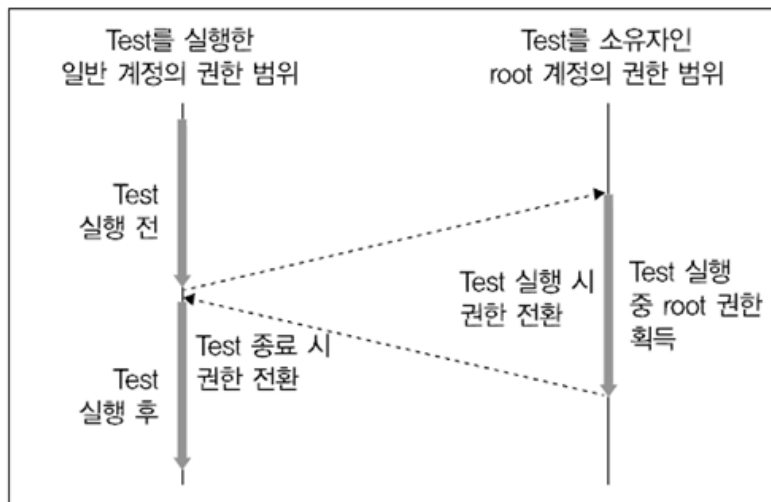 Test를 실행한
일반 계정의 권한 범위
Test를 소유자인
root 계정의 권한 범위
Test
실행 전
Test 실행 시
권한 전환
Test 실행
중 root 권한
획득
Test 종료 시
권한 전환
Test
실행 후